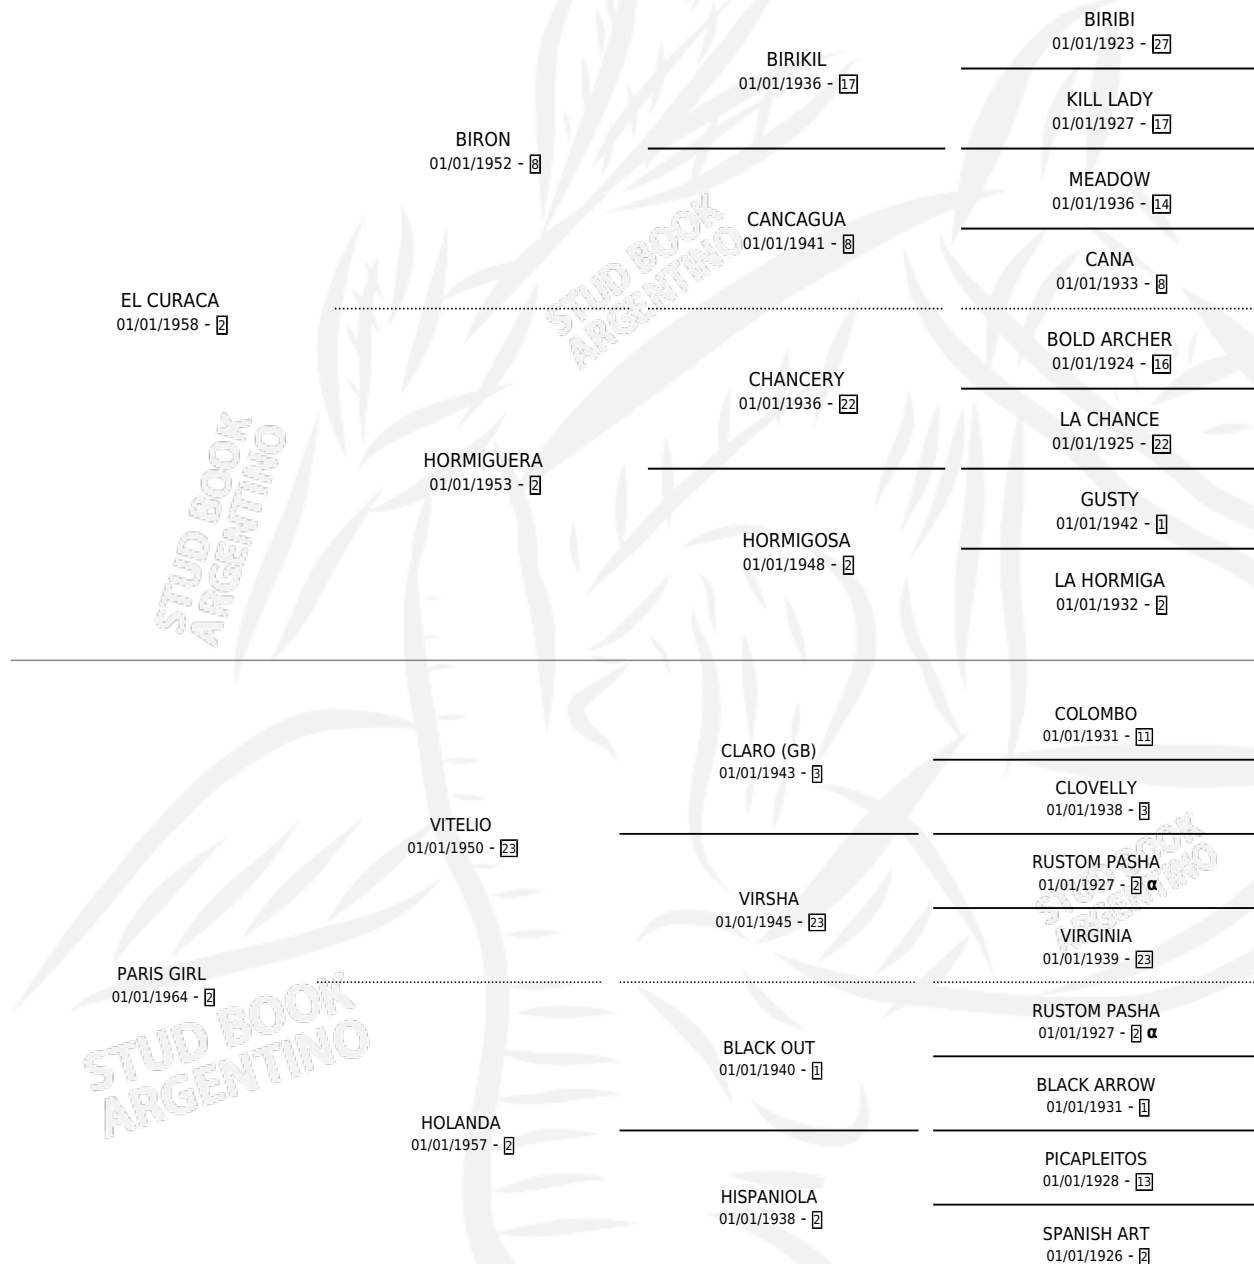 BIRIBI
01/01/1923 - 27
BIRIKIL
01/01/1936 - 17
KILL LADY
01/01/1927 - 17
BIRON
01/01/1952 - 8
MEADOW
01/01/1936 - 14
CANCAGUA
01/01/1941 - 8
CANA
01/01/1933 - 8
EL CURACA
01/01/1958 - 2
BOLD ARCHER
01/01/1924 - 16
CHANCERY
01/01/1936 - 22
LA CHANCE
01/01/1925 - 22
HORMIGUERA
01/01/1953 - 2
GUSTY
01/01/1942 - 1
HORMIGOSA
01/01/1948 - 2
LA HORMIGA
01/01/1932 - 2
COLOMBO
01/01/1931 - 11
CLARO (GB)
01/01/1943 - 3
CLOVELLY
01/01/1938 - 3
VITELIO
01/01/1950 - 23
RUSTOM PASHA
01/01/1927 - 2 α
VIRSHA
01/01/1945 - 23
VIRGINIA
01/01/1939 - 23
PARIS GIRL
01/01/1964 - 2
RUSTOM PASHA
01/01/1927 - 2 α
BLACK OUT
01/01/1940 - 1
BLACK ARROW
01/01/1931 - 1
HOLANDA
01/01/1957 - 2
PICAPLEITOS
01/01/1928 - 13
HISPANIOLA
01/01/1938 - 2
SPANISH ART
01/01/1926 - 2
STUD BOOK
ARGENTINO
STUD BOOK
ARGENTINO
STUD BOOK
ARGENTINO
STUD BOOK
ARGENTINO